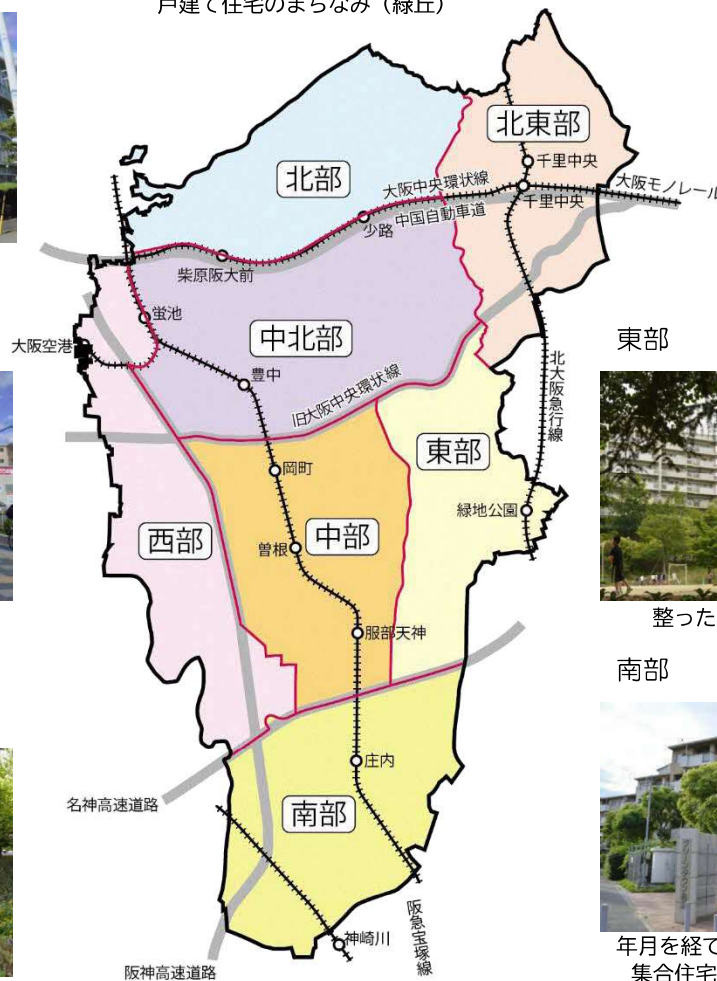 戸建て住宅のまちなみ（緑丘）
北東部
千里中央
北部
大阪中央環状線
大阪モノレール
千里中央
中国自動車道
少路
柴原阪大前
蛍池
中北部
大阪空港
東部
豊中
北大阪急行線
旧大阪中央環状線
東部
岡町
緑地公園
西部
曽根
中部
整った
服部天神
南部
庄内
名神高速道路
南部
阪急宝塚線
神崎川
阪神高速道路
年月を経て
集合住宅